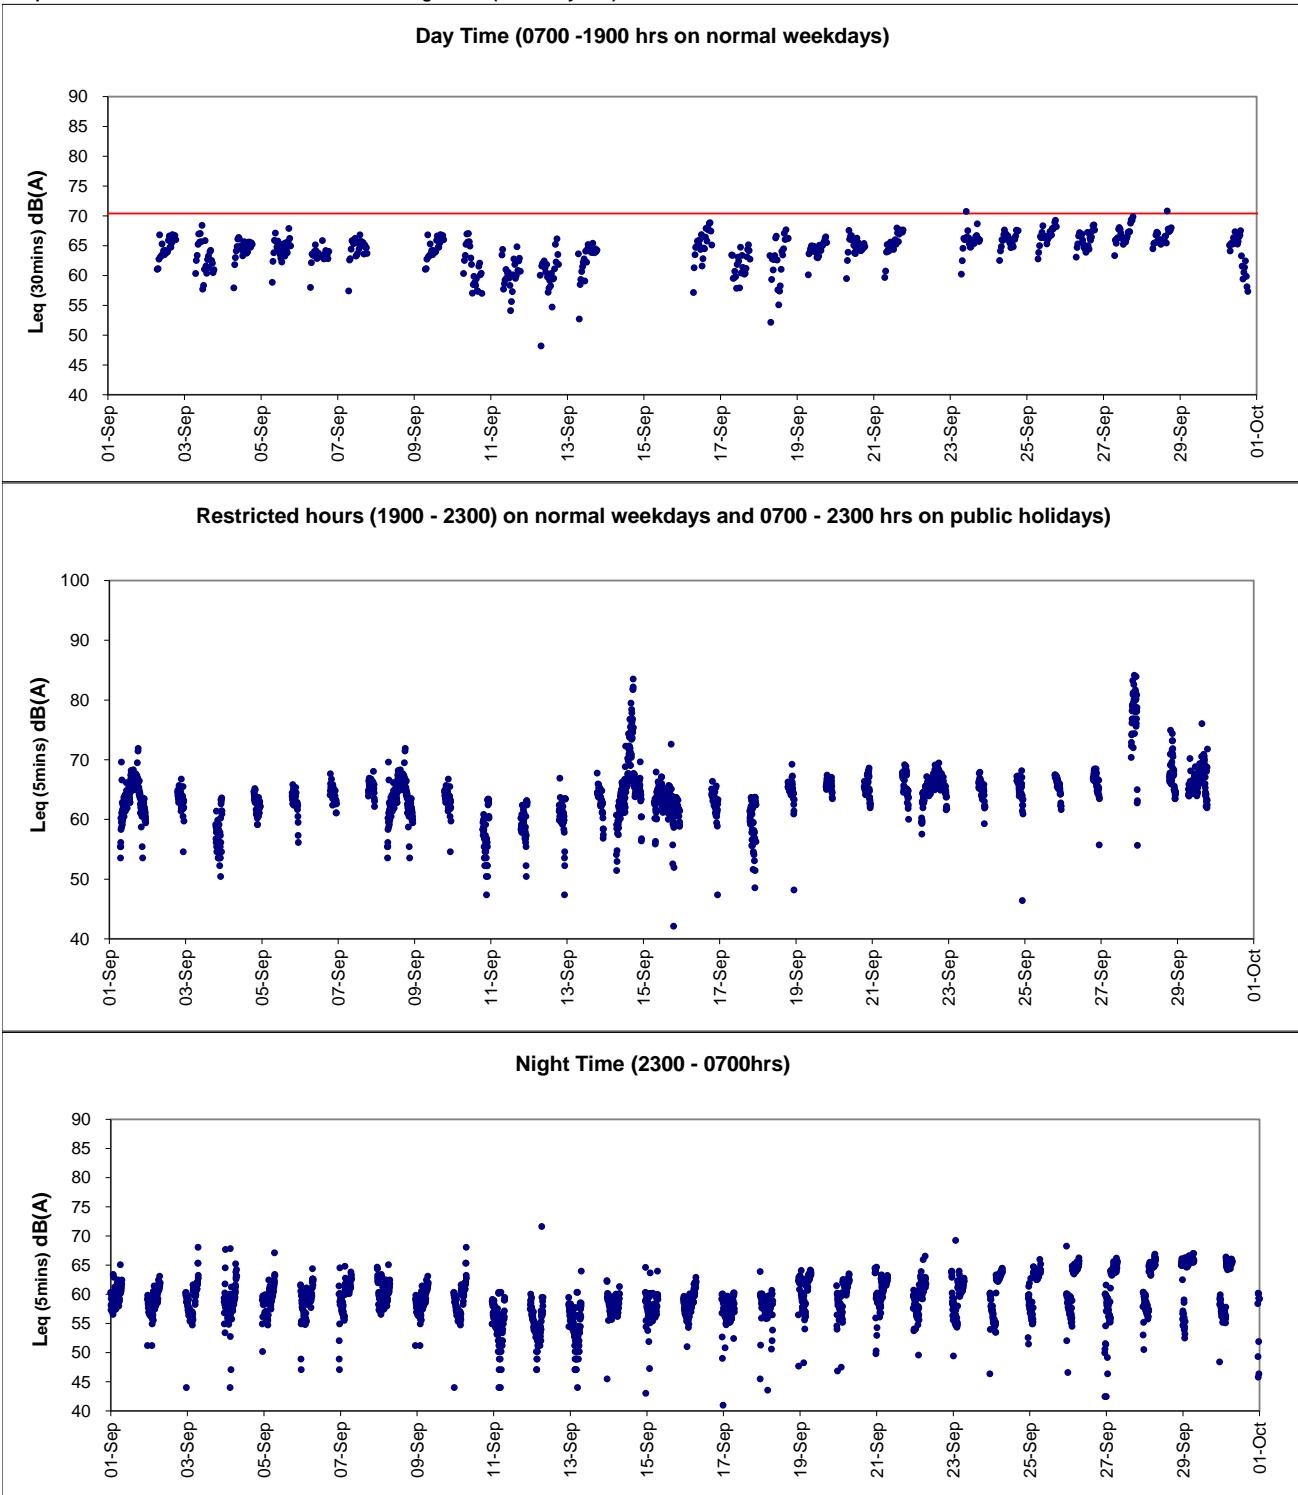 Day Time (0700 -1900 hrs on normal weekdays)
Leq (30mins) dB(A)
90
85
80
75
70
65
60
55
50
45
40
01-Sep
03-Sep
05-Sep
07-Sep
09-Sep
11-Sep
13-Sep
15-Sep
17-Sep
19-Sep
21-Sep
23-Sep
25-Sep
27-Sep
29-Sep
01-Oct
Restricted hours (1900 - 2300) on normal weekdays and 0700 - 2300 hrs on public holidays)
Leq (5mins) dB(A)
100
90
80
70
60
50
40
01-Sep
03-Sep
05-Sep
07-Sep
09-Sep
11-Sep
13-Sep
15-Sep
17-Sep
19-Sep
21-Sep
23-Sep
25-Sep
27-Sep
29-Sep
01-Oct
Night Time (2300 - 0700hrs)
Leq (5mins) dB(A)
90
85
80
75
70
65
60
55
50
45
40
01-Sep
03-Sep
05-Sep
07-Sep
09-Sep
11-Sep
13-Sep
15-Sep
17-Sep
19-Sep
21-Sep
23-Sep
25-Sep
27-Sep
29-Sep
01-Oct